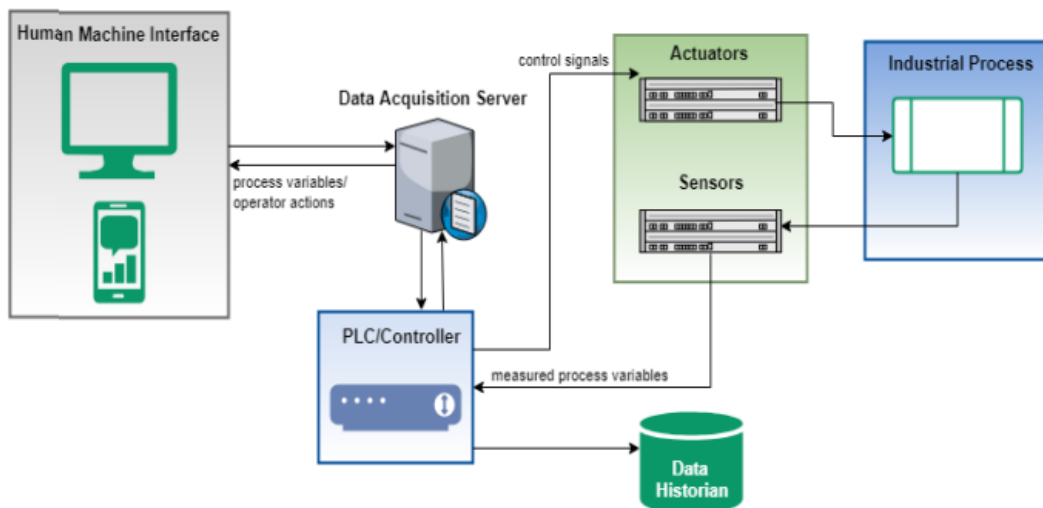 Human Machine Interface
Data Acquisition Server
process variables/
operator actions
PLC/Controller
control signals
Actuators
Sensors
Industrial Process
measured process variables
Data
Historian